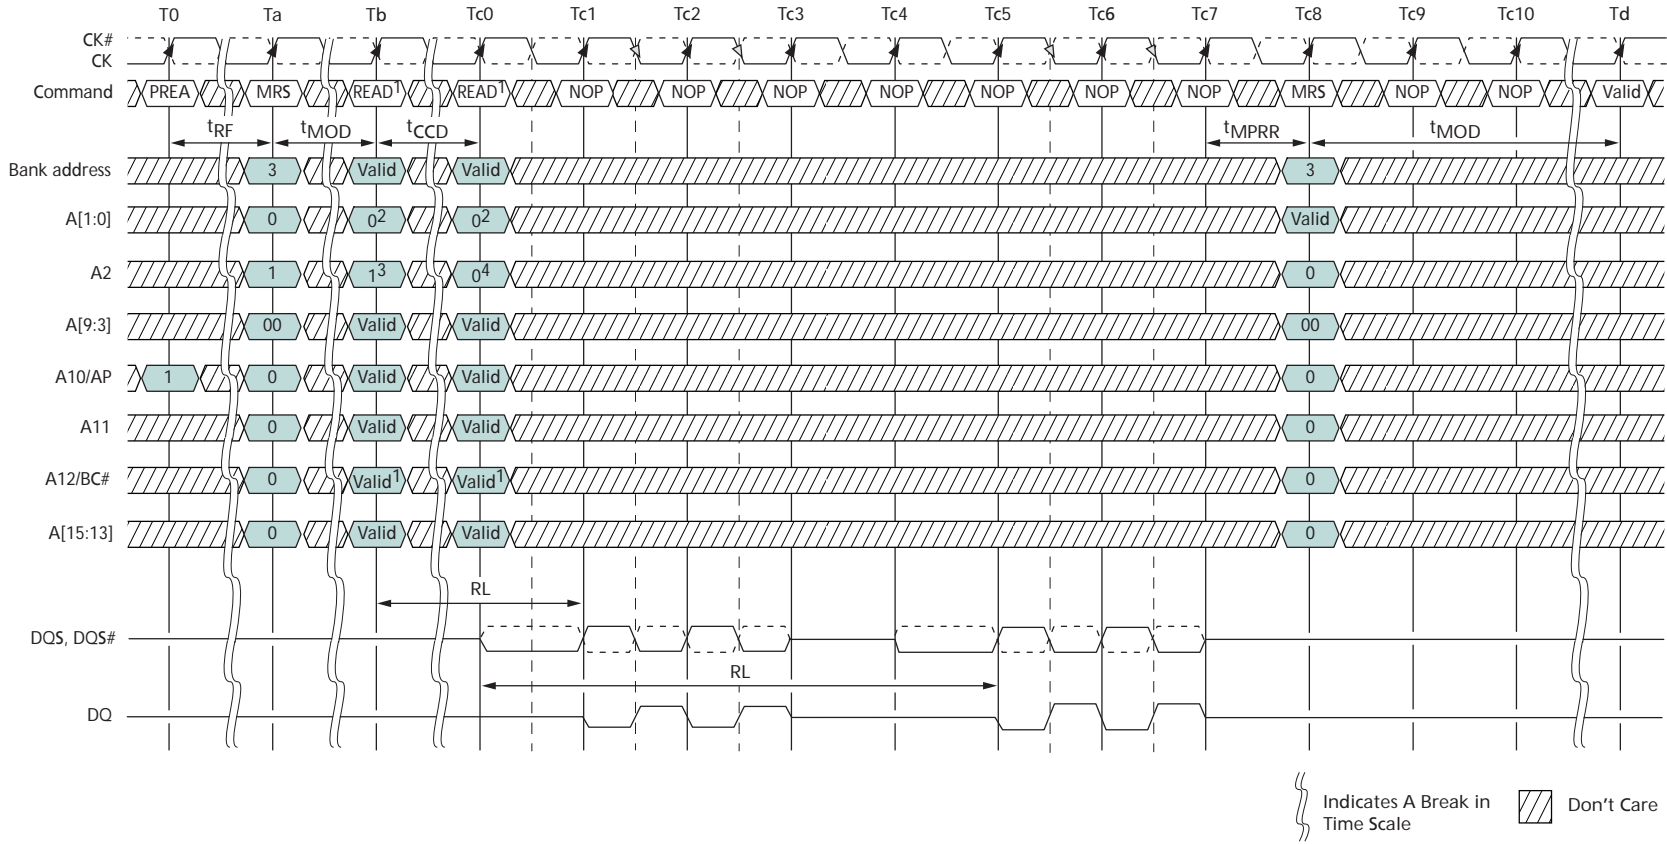 T0 Ta Tb Tc0 Tc1 Tc2 Tc3 Tc4 Tc5 Tc6 Tc7 Tc8 Tc9 Tc10 Td
CK#
CK
Command PREA MRS READ1 READ1 NOP NOP NOP NOP NOP NOP NOP MRS NOP NOP Valid
tRF tMOD tCCD tMPRR tMOD
Bank address 3 Valid Valid 3
A[1:0] 0 02 02 Valid
A2 1 13 04 0
A[9:3] 00 Valid Valid 00
A10/AP 1 0 Valid Valid 0
A11 0 Valid Valid 0
A12/BC# 0 Valid1 Valid1 0
A[15:13] 0 Valid Valid 0
RL
DQS, DQS#
RL
DQ
Indicates A Break in
Time Scale
Don't Care